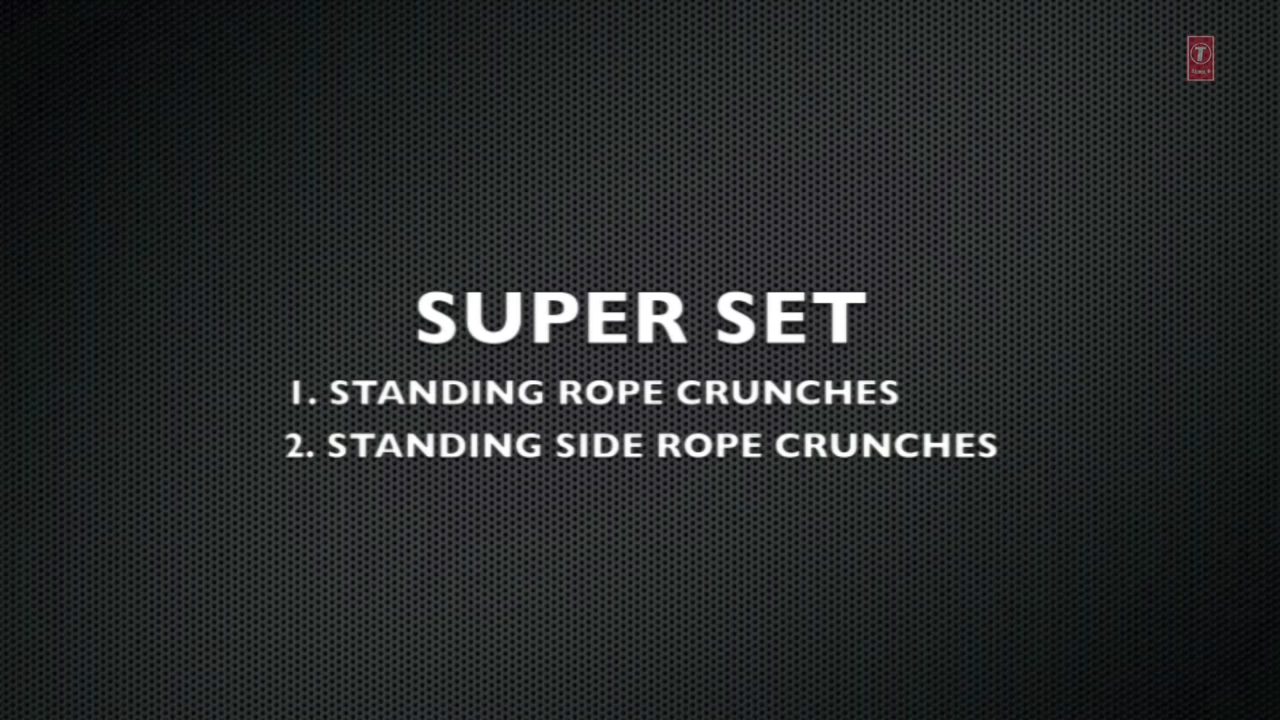 T
SUPER SET
1. STANDING ROPE CRUNCHES
2. STANDING SIDE ROPE CRUNCHES